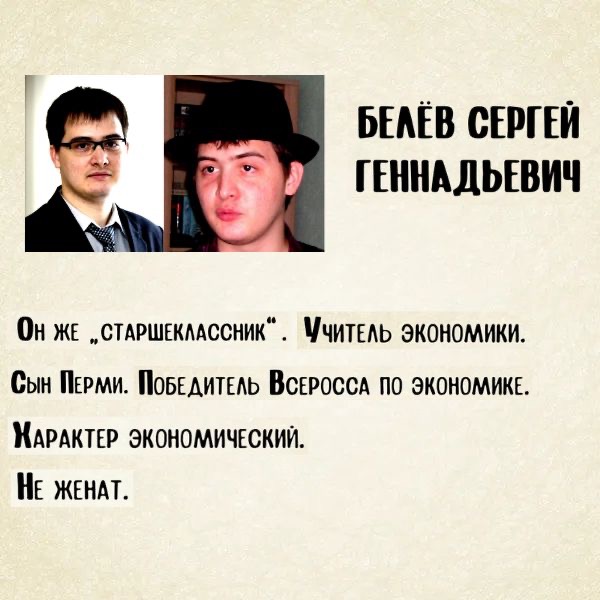 БЕЛЁВ СЕРГЕЙ
ГЕННАДЬЕВИЧ
Он же „старшеклассник“. Учитель экономики.
Сын Перми. Победитель Всеросса по экономике.
Характер экономический.
Не женат.